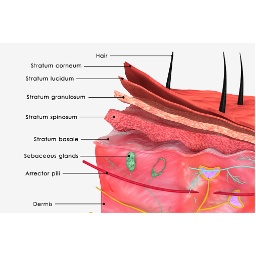 Hair
Stratum corneum
Stratum lucidum
Stratum granulosum
Stratum spinosum
Stratum basale
Sebaceous glands
Arrector pili
Dermis